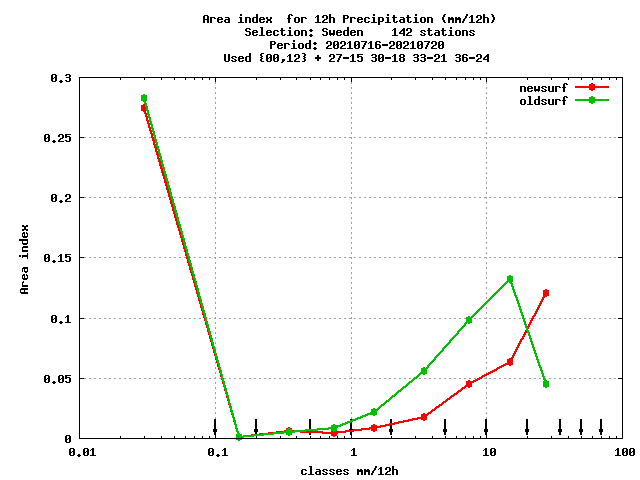 Area index  for 12h Precipitation (mm/12h)
Selection: Sweden    142 stations
Period: 20210716-20210720
Used {00,12} + 27-15 30-18 33-21 36-24
newsurf
oldsurf
0.3
0.25
0.2
0.15
0.1
0.05
0
Area index
0.01 0.1 1 10 100
classes mm/12h